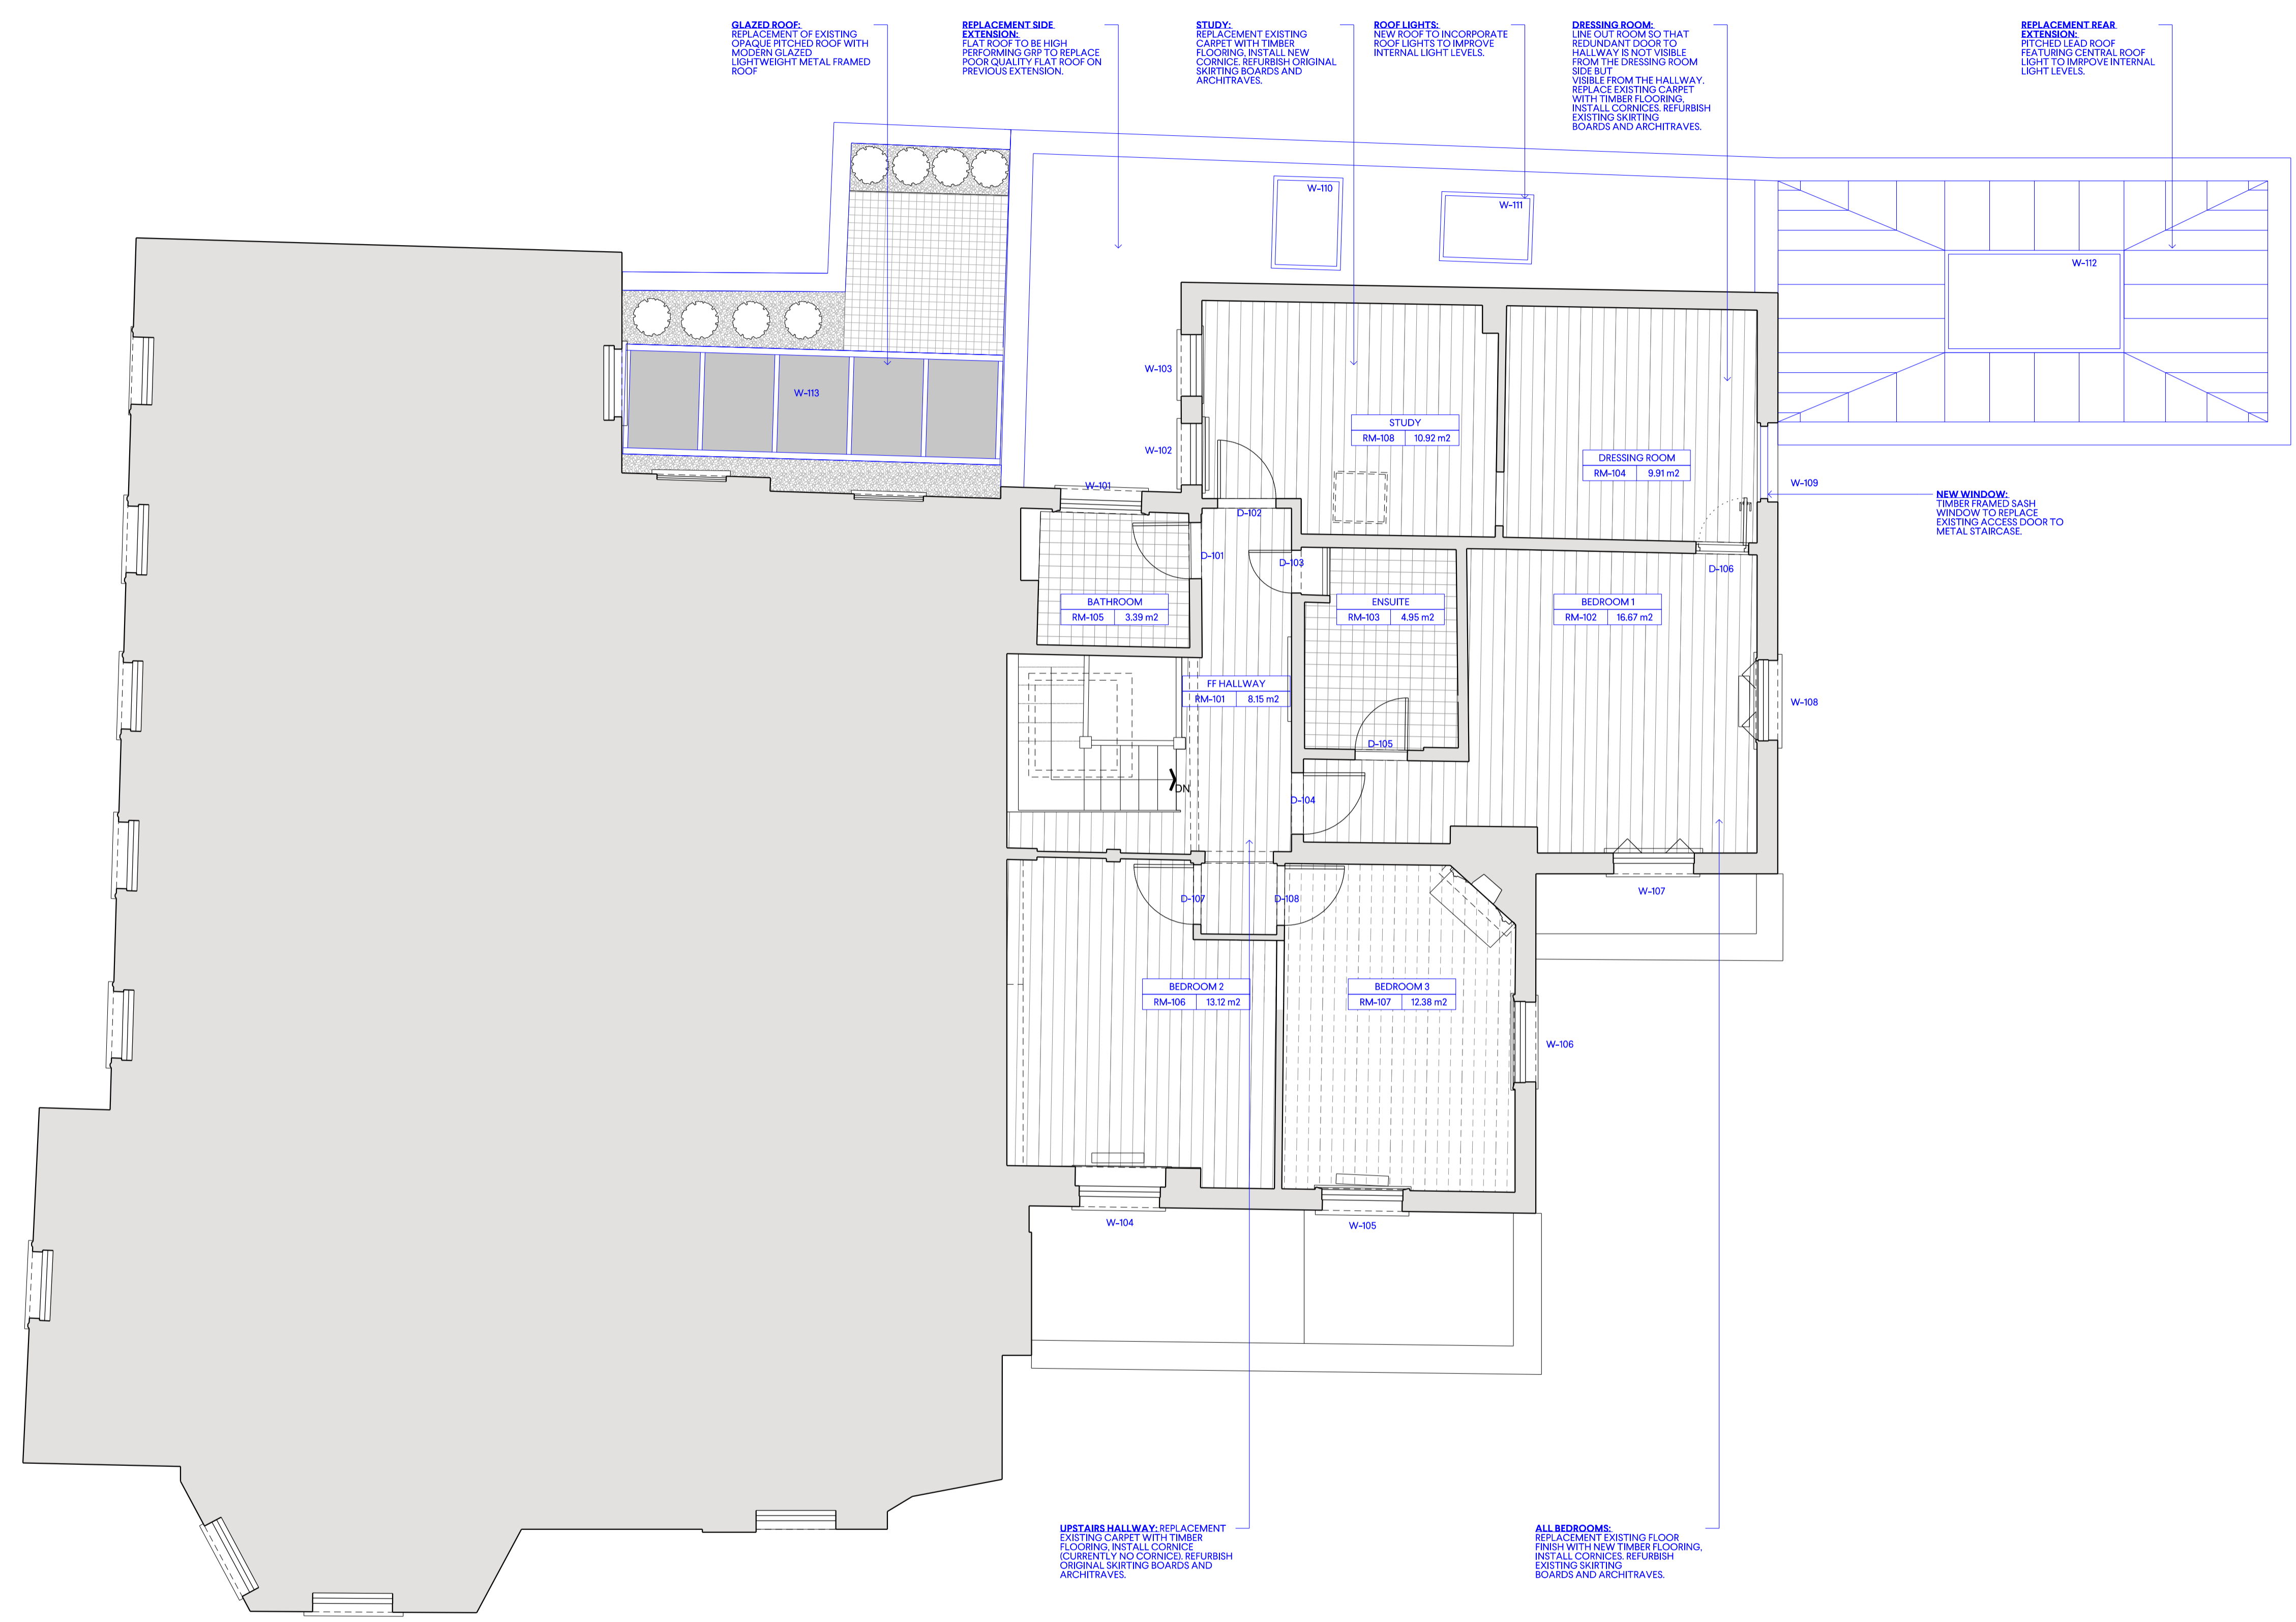 GLAZED ROOF:
REPLACEMENT OF EXISTING
OPAQUE PITCHED ROOF WITH
MODERN GLAZED
LIGHTWEIGHT METAL FRAMED
ROOF
REPLACEMENT SIDE
EXTENSION:
FLAT ROOF TO BE HIGH
PERFORMING GRP TO REPLACE
POOR QUALITY FLAT ROOF ON
PREVIOUS EXTENSION.
STUDY:
REPLACEMENT EXISTING
CARPET WITH TIMBER
FLOORING, INSTALL NEW
CORNICE. REFURBISH ORIGINAL
SKIRTING BOARDS AND
ARCHITRAVES.
ROOF LIGHTS:
NEW ROOF TO INCORPORATE
ROOF LIGHTS TO IMPROVE
INTERNAL LIGHT LEVELS.
DRESSING ROOM:
LINE OUT ROOM SO THAT
REDUNDANT DOOR TO
HALLWAY IS NOT VISIBLE
FROM THE DRESSING ROOM
SIDE BUT
VISIBLE FROM THE HALLWAY.
REPLACE EXISTING CARPET
WITH TIMBER FLOORING,
INSTALL CORNICES. REFURBISH
EXISTING SKIRTING
BOARDS AND ARCHITRAVES.
REPLACEMENT REAR
EXTENSION:
PITCHED LEAD ROOF
FEATURING CENTRAL ROOF
LIGHT TO IMRPOVE INTERNAL
LIGHT LEVELS.
W-110
W-111
W-112
W-103
W-113
STUDY
RM-108 10.92 m2
W-102
DRESSING ROOM
RM-104 9.91 m2
W-101
W-109
NEW WINDOW:
TIMBER FRAMED SASH
WINDOW TO REPLACE
EXISTING ACCESS DOOR TO
METAL STAIRCASE.
D-102
D-101
D-103
D-106
BATHROOM
RM-105 3.39 m2
ENSUITE
RM-103 4.95 m2
BEDROOM 1
RM-102 16.67 m2
FF HALLWAY
RM-101 8.15 m2
W-108
D-105
DN
D-104
W-107
D-107
D-108
BEDROOM 2
RM-106 13.12 m2
BEDROOM 3
RM-107 12.38 m2
W-106
W-104
W-105
UPSTAIRS HALLWAY: REPLACEMENT
EXISTING CARPET WITH TIMBER
FLOORING, INSTALL CORNICE
(CURRENTLY NO CORNICE). REFURBISH
ORIGINAL SKIRTING BOARDS AND
ARCHITRAVES.
ALL BEDROOMS:
REPLACEMENT EXISTING FLOOR
FINISH WITH NEW TIMBER FLOORING,
INSTALL CORNICES. REFURBISH
EXISTING SKIRTING
BOARDS AND ARCHITRAVES.